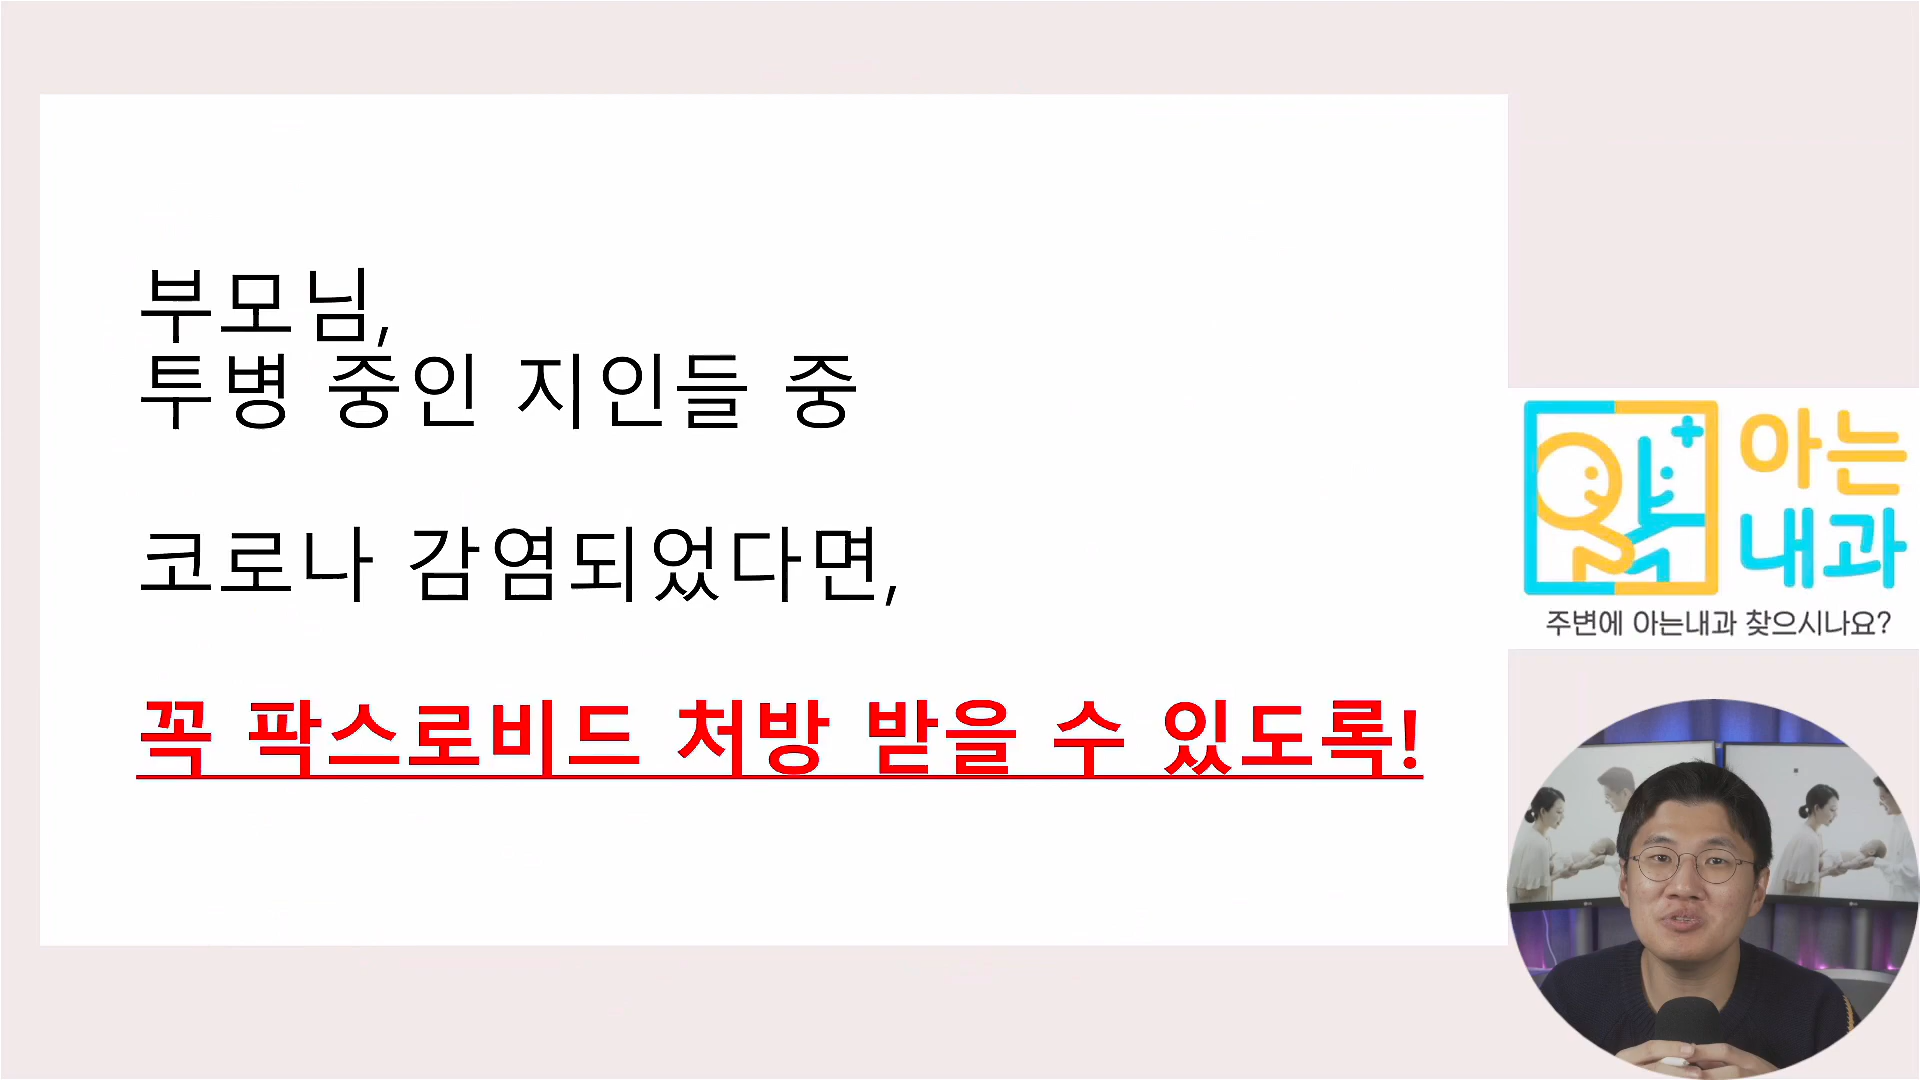 부모님,
투병 중인 지인들 중
코로나 감염되었다면,
꼭 팍스로비드 처방 받을 수 있도록!
아는
내과
주변에 아는내과 찾으시나요?